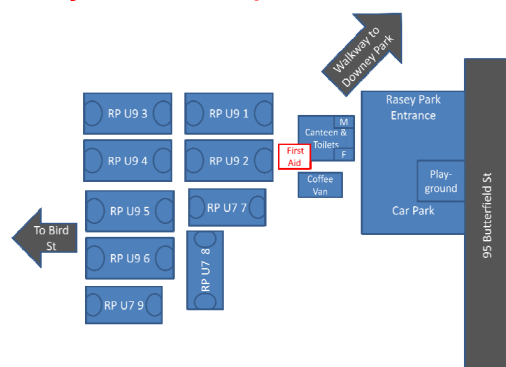 Walkway to
Downey Park
RP U9 3
RP U9 1
M
Canteen &
Toilets
F
Rasey Park
Entrance
RP U9 4
RP U9 2
First
Aid
Coffee
Van
Play-
ground
Car Park
RP U9 5
RP U7 7
To Bird
St
RP U9 6
RP U7 8
RP U7 9
95 Butterfield St